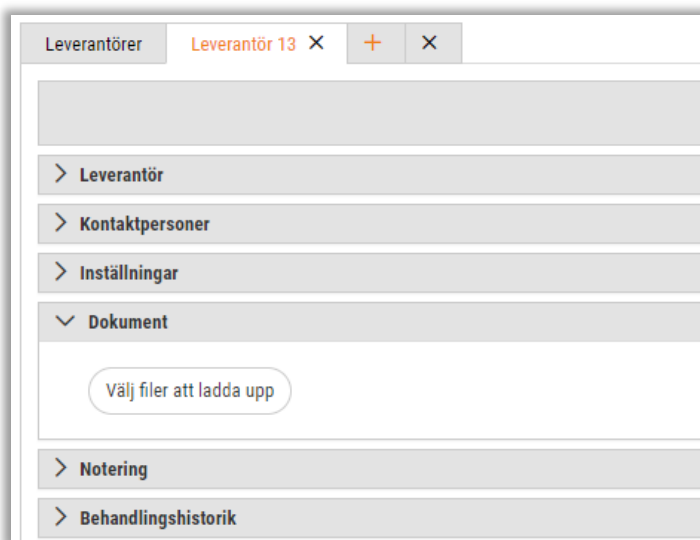 Leverantörer Leverantör 13
Leverantör
Kontaktpersoner
Inställningar
Dokument
Välj filer att ladda upp
Notering
Behandlingshistorik